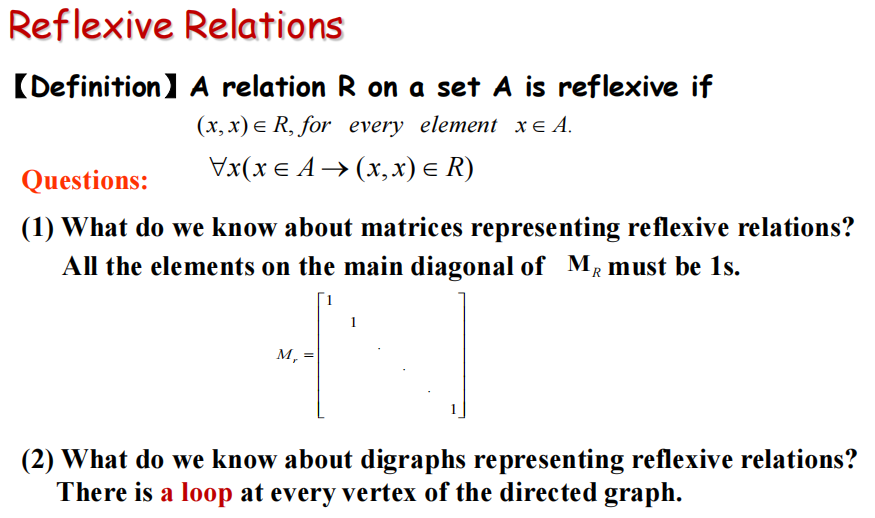 Reflexive Relations
【Definition】 A relation R on a set A is reflexive if
(x, x) ∈ R, for every element x ∈ A.
∀x(x ∈ A → (x, x) ∈ R)
Questions:
(1) What do we know about matrices representing reflexive relations?
All the elements on the main diagonal of M_R must be 1s.
1
1
M_r =
.
.
.
1
(2) What do we know about digraphs representing reflexive relations?
There is a loop at every vertex of the directed graph.